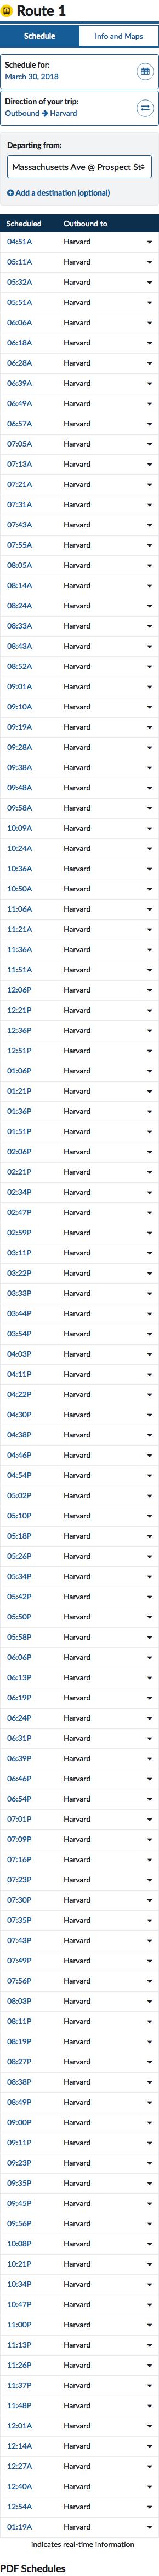 Route 1
Schedule Info and Maps
Schedule for:
March 30, 2018
Direction of your trip:
Outbound → Harvard
Departing from:
Massachusetts Ave @ Prospect St
Add a destination (optional)
Scheduled Outbound to
04:51A Harvard
05:11A Harvard
05:32A Harvard
05:51A Harvard
06:06A Harvard
06:18A Harvard
06:28A Harvard
06:39A Harvard
06:49A Harvard
06:57A Harvard
07:05A Harvard
07:13A Harvard
07:21A Harvard
07:31A Harvard
07:43A Harvard
07:55A Harvard
08:05A Harvard
08:14A Harvard
08:24A Harvard
08:33A Harvard
08:43A Harvard
08:52A Harvard
09:01A Harvard
09:10A Harvard
09:19A Harvard
09:28A Harvard
09:38A Harvard
09:48A Harvard
09:58A Harvard
10:09A Harvard
10:24A Harvard
10:36A Harvard
10:50A Harvard
11:06A Harvard
11:21A Harvard
11:36A Harvard
11:51A Harvard
12:06P Harvard
12:21P Harvard
12:36P Harvard
12:51P Harvard
01:06P Harvard
01:21P Harvard
01:36P Harvard
01:51P Harvard
02:06P Harvard
02:21P Harvard
02:34P Harvard
02:47P Harvard
02:59P Harvard
03:11P Harvard
03:22P Harvard
03:33P Harvard
03:44P Harvard
03:54P Harvard
04:03P Harvard
04:11P Harvard
04:22P Harvard
04:30P Harvard
04:38P Harvard
04:46P Harvard
04:54P Harvard
05:02P Harvard
05:10P Harvard
05:18P Harvard
05:26P Harvard
05:34P Harvard
05:42P Harvard
05:50P Harvard
05:58P Harvard
06:06P Harvard
06:13P Harvard
06:19P Harvard
06:24P Harvard
06:31P Harvard
06:39P Harvard
06:46P Harvard
06:54P Harvard
07:01P Harvard
07:09P Harvard
07:16P Harvard
07:23P Harvard
07:30P Harvard
07:35P Harvard
07:43P Harvard
07:49P Harvard
07:56P Harvard
08:03P Harvard
08:11P Harvard
08:19P Harvard
08:27P Harvard
08:38P Harvard
08:49P Harvard
09:00P Harvard
09:11P Harvard
09:23P Harvard
09:35P Harvard
09:45P Harvard
09:56P Harvard
10:08P Harvard
10:21P Harvard
10:34P Harvard
10:47P Harvard
11:00P Harvard
11:13P Harvard
11:26P Harvard
11:37P Harvard
11:48P Harvard
12:01A Harvard
12:14A Harvard
12:27A Harvard
12:40A Harvard
12:54A Harvard
01:19A Harvard
indicates real-time information
PDF Schedules